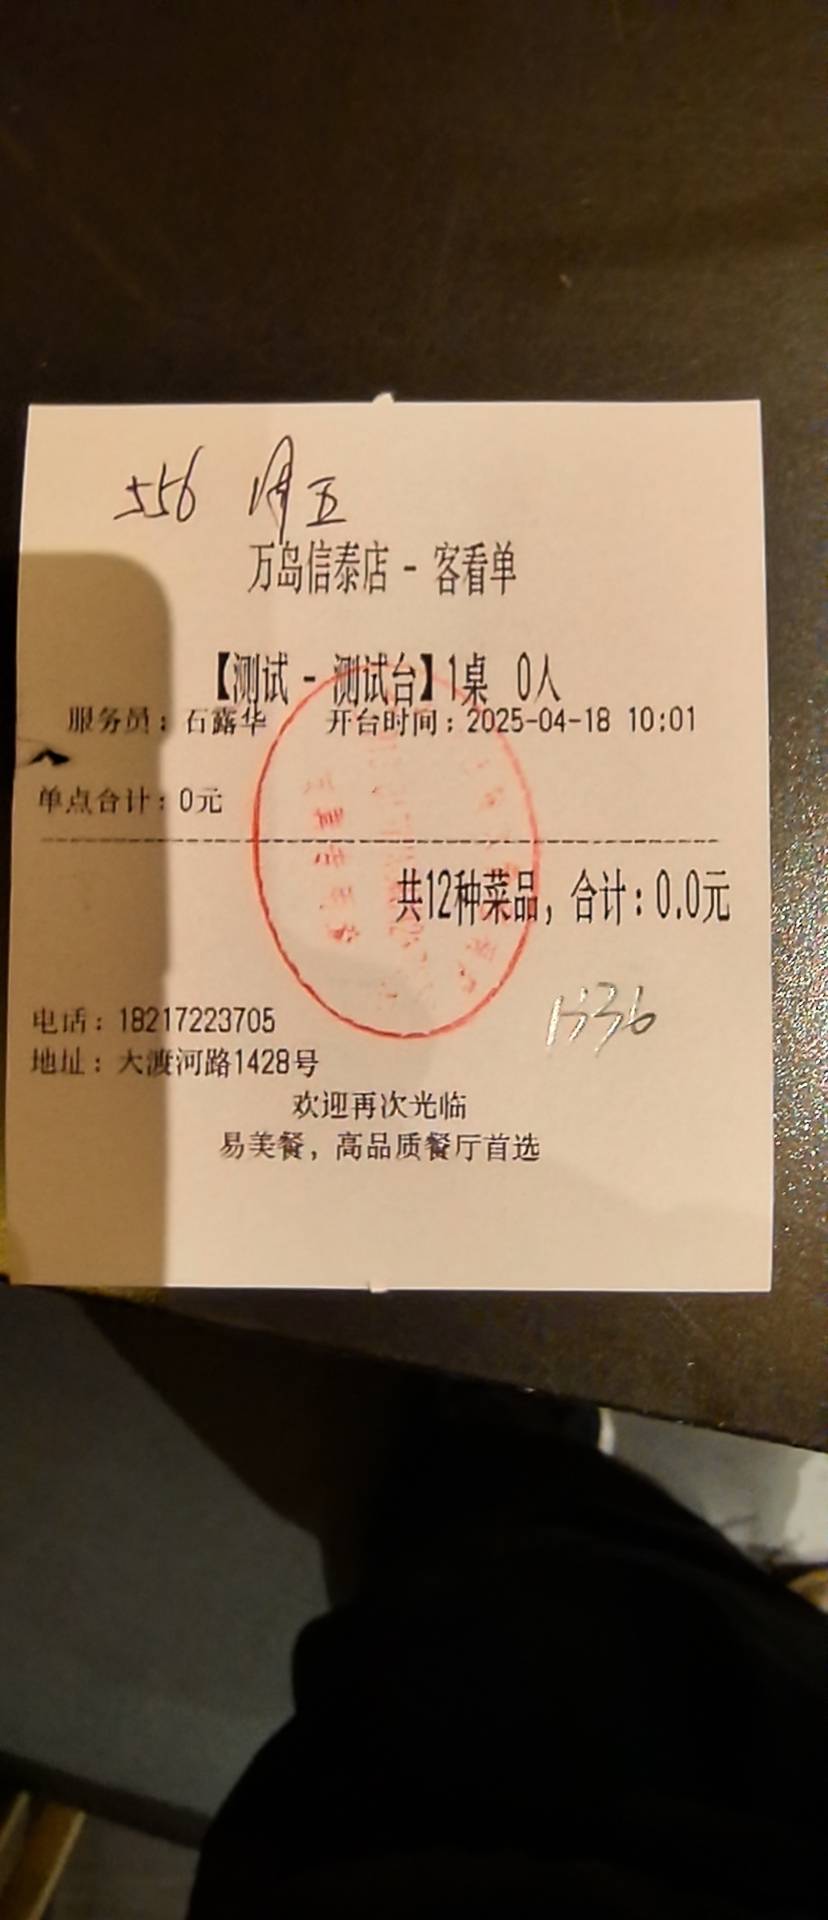 556 周五
万岛信泰店 - 客看单
【测试 - 测试台】1桌 0人
服务员：石露华 开台时间：2025-04-18 10:01
单点合计：0元
共12种菜品，合计：0.0元
1536
电话：18217223705
地址：大渡河路1428号
欢迎再次光临
易美餐，高品质餐厅首选